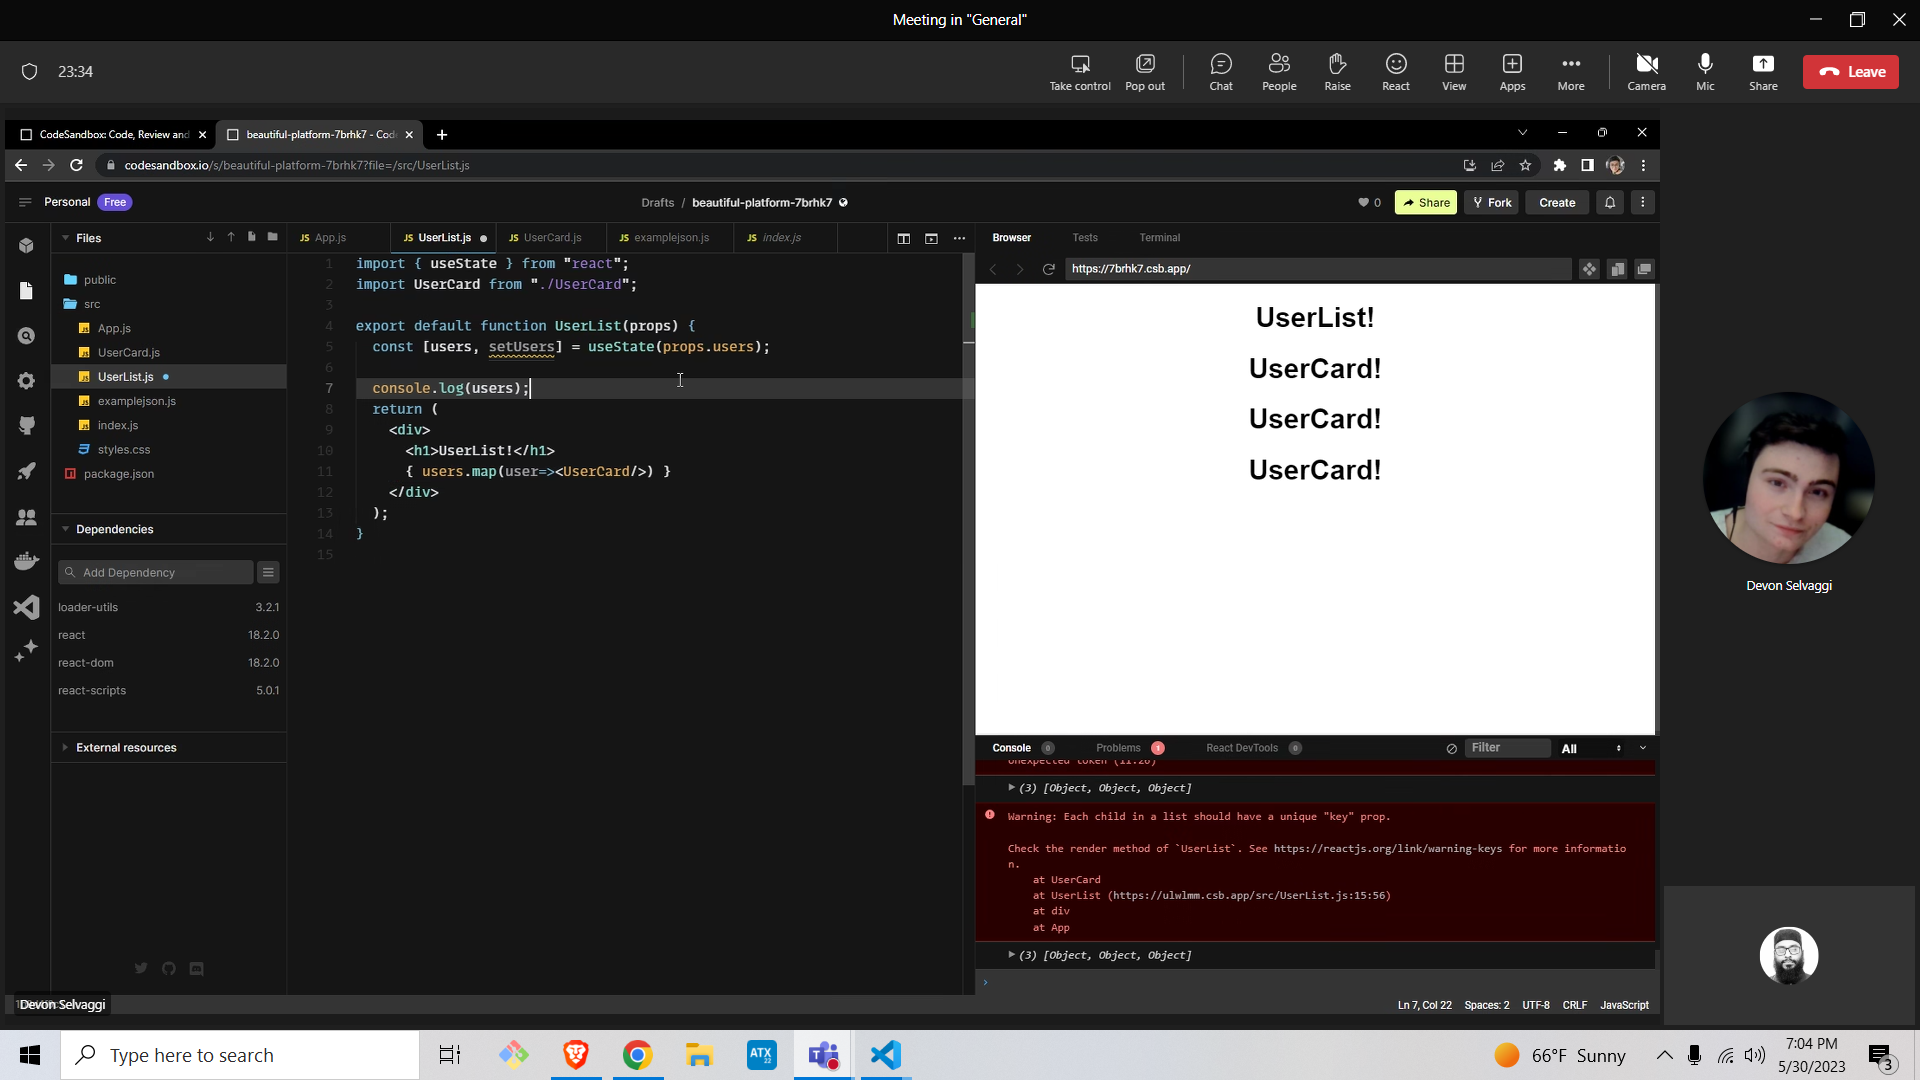 Meeting in "General"
23:34
Take control
Pop out
Chat
People
Raise
React
View
Apps
More
Camera
Mic
Share
Leave
CodeSandbox: Code, Review and
beautiful-platform-7brhk7 - Code
codesandbox.io/s/beautiful-platform-7brhk7?file=/src/UserList.js
Personal Free
Drafts / beautiful-platform-7brhk7
0
Share
Fork
Create
Files
public
src
App.js
UserCard.js
UserList.js
examplejson.js
index.js
styles.css
package.json
Dependencies
Add Dependency
loader-utils 3.2.1
react 18.2.0
react-dom 18.2.0
react-scripts 5.0.1
External resources
JS App.js
JS UserList.js
JS UserCard.js
JS examplejson.js
JS index.js
1 import { useState } from "react";
2 import UserCard from "./UserCard";
3
4 export default function UserList(props) {
5 const [users, setUsers] = useState(props.users);
6
7 console.log(users);
8 return (
9 <div>
10 <h1>UserList!</h1>
11 { users.map(user=><UserCard/>) }
12 </div>
13 );
14 }
15
Browser
Tests
Terminal
https://7brhk7.csb.app/
UserList!
UserCard!
UserCard!
UserCard!
Console 0
Problems 1
React DevTools 0
Filter
All
Unexpected token (11:26)
(3) [Object, Object, Object]
Warning: Each child in a list should have a unique "key" prop.
Check the render method of `UserList`. See https://reactjs.org/link/warning-keys for more informatio
n.
at UserCard
at UserList (https://ulwlmm.csb.app/src/UserList.js:15:56)
at div
at App
(3) [Object, Object, Object]
Devon Selvaggi
Ln 7, Col 22
Spaces: 2
UTF-8
CRLF
JavaScript
Devon Selvaggi
Type here to search
ATX
22
66°F Sunny
7:04 PM
5/30/2023
3